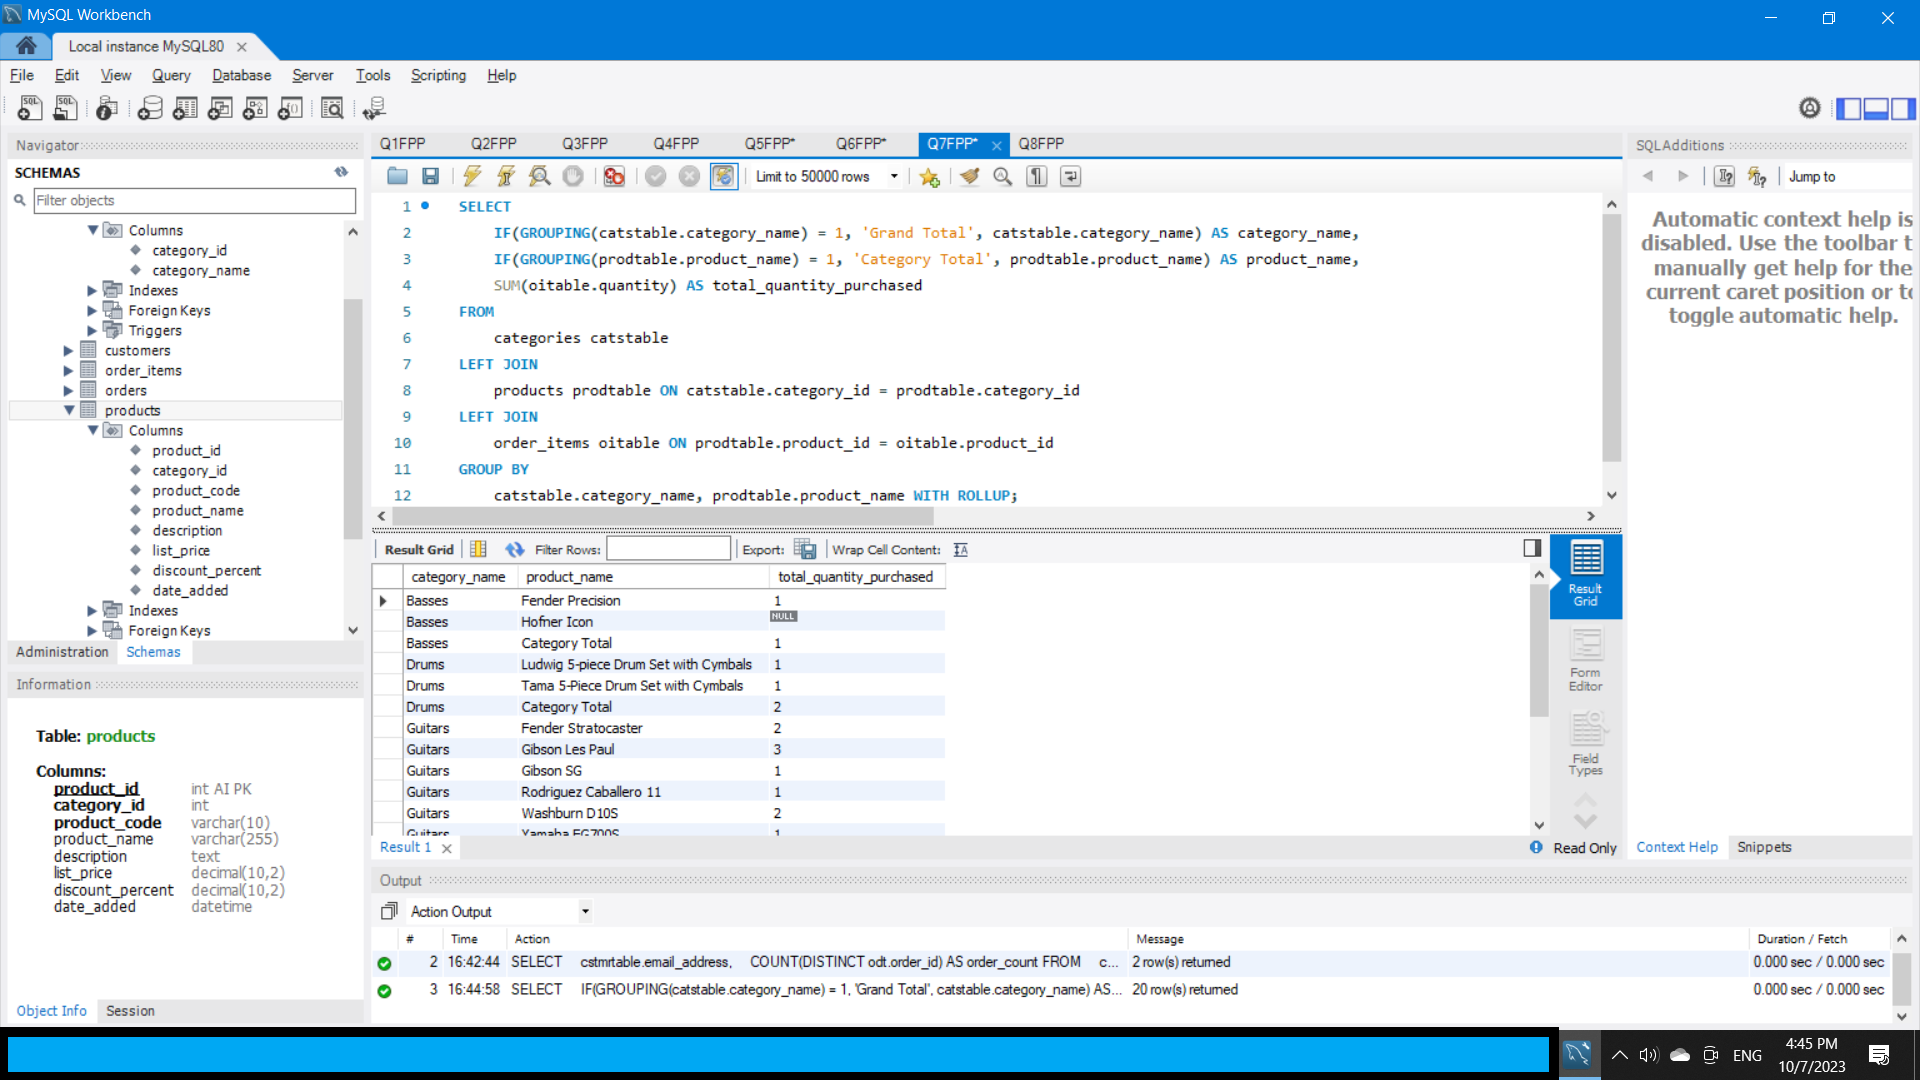 MySQL Workbench
Local instance MySQL80
File Edit View Query Database Server Tools Scripting Help
Navigator
SCHEMAS
Filter objects
Columns
category_id
category_name
Indexes
Foreign Keys
Triggers
customers
order_items
orders
products
Columns
product_id
category_id
product_code
product_name
description
list_price
discount_percent
date_added
Indexes
Foreign Keys
Administration Schemas
Information
Table: products
Columns:
product_id int AI PK
category_id int
product_code varchar(10)
product_name varchar(255)
description text
list_price decimal(10,2)
discount_percent decimal(10,2)
date_added datetime
Object Info Session
Q1FPP Q2FPP Q3FPP Q4FPP Q5FPP* Q6FPP* Q7FPP* Q8FPP
Limit to 50000 rows
1 SELECT
2 IF(GROUPING(catstable.category_name) = 1, 'Grand Total', catstable.category_name) AS category_name,
3 IF(GROUPING(prodtable.product_name) = 1, 'Category Total', prodtable.product_name) AS product_name,
4 SUM(oitable.quantity) AS total_quantity_purchased
5 FROM
6 categories catstable
7 LEFT JOIN
8 products prodtable ON catstable.category_id = prodtable.category_id
9 LEFT JOIN
10 order_items oitable ON prodtable.product_id = oitable.product_id
11 GROUP BY
12 catstable.category_name, prodtable.product_name WITH ROLLUP;
Result Grid Filter Rows: Export: Wrap Cell Content:
category_name product_name total_quantity_purchased
Basses Fender Precision 1
Basses Hofner Icon NULL
Basses Category Total 1
Drums Ludwig 5-piece Drum Set with Cymbals 1
Drums Tama 5-Piece Drum Set with Cymbals 1
Drums Category Total 2
Guitars Fender Stratocaster 2
Guitars Gibson Les Paul 3
Guitars Gibson SG 1
Guitars Rodriguez Caballero 11 1
Guitars Washburn D10S 2
Guitars Yamaha FG700S 1
Result Grid
Form Editor
Field Types
Result 1
Read Only
Output
Action Output
# Time Action Message Duration / Fetch
2 16:42:44 SELECT cstmrtable.email_address, COUNT(DISTINCT odt.order_id) AS order_count FROM c... 2 row(s) returned 0.000 sec / 0.000 sec
3 16:44:58 SELECT IF(GROUPING(catstable.category_name) = 1, 'Grand Total', catstable.category_name) AS... 20 row(s) returned 0.000 sec / 0.000 sec
SQLAdditions
Jump to
Automatic context help is
disabled. Use the toolbar t
manually get help for the
current caret position or to
toggle automatic help.
Context Help Snippets
ENG
4:45 PM
10/7/2023